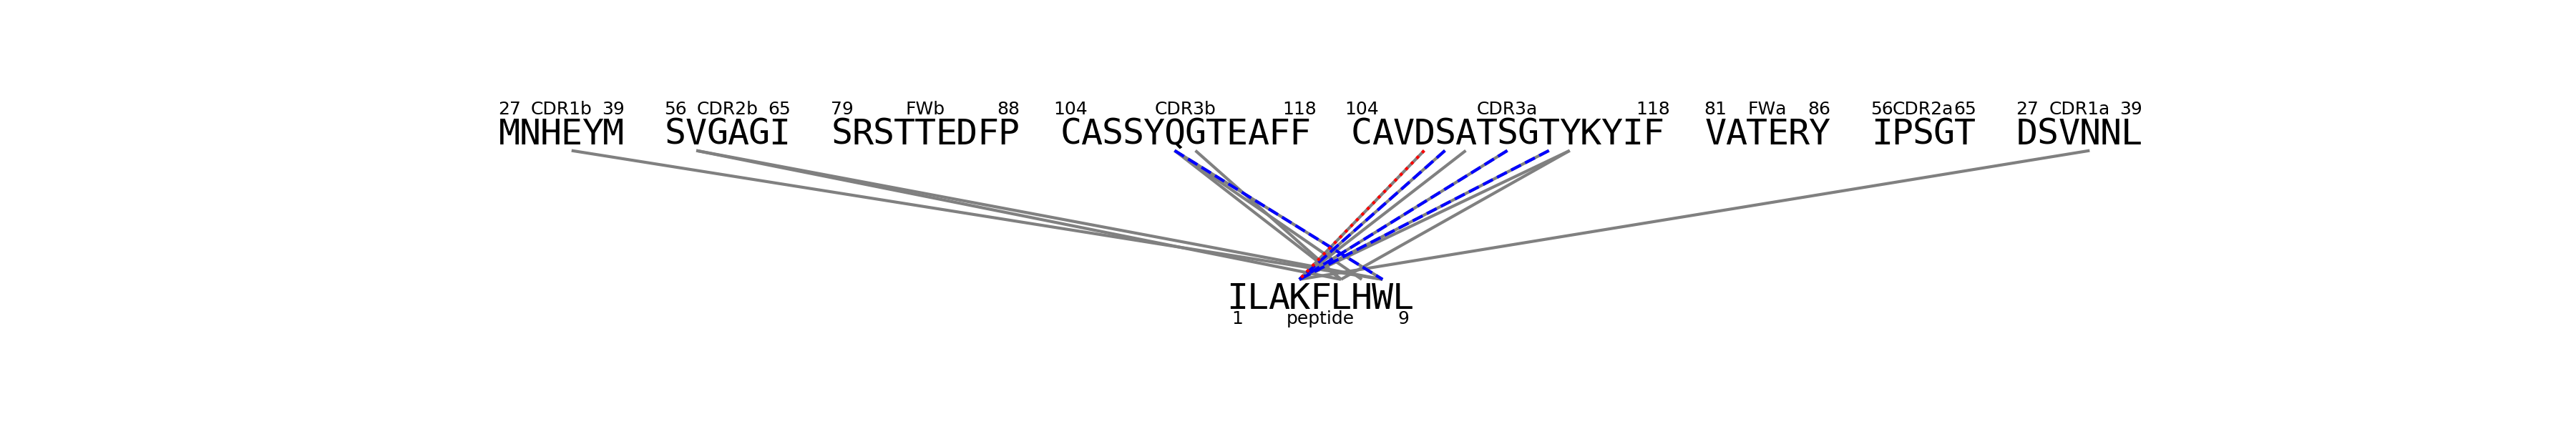 27 CDR1b 39 56 CDR2b 65 79 FWb 88 104 CDR3b 118 104 CDR3a 118 81 FWa 86 56CDR2a65 27 CDR1a 39
MNHEYM SVGAGI SRSTTEDFP CASSYQGTEAFF CAVDSATSGTYKYIF VATERY IPSGT DSVNNL
ILAKFLHWL
1 peptide 9